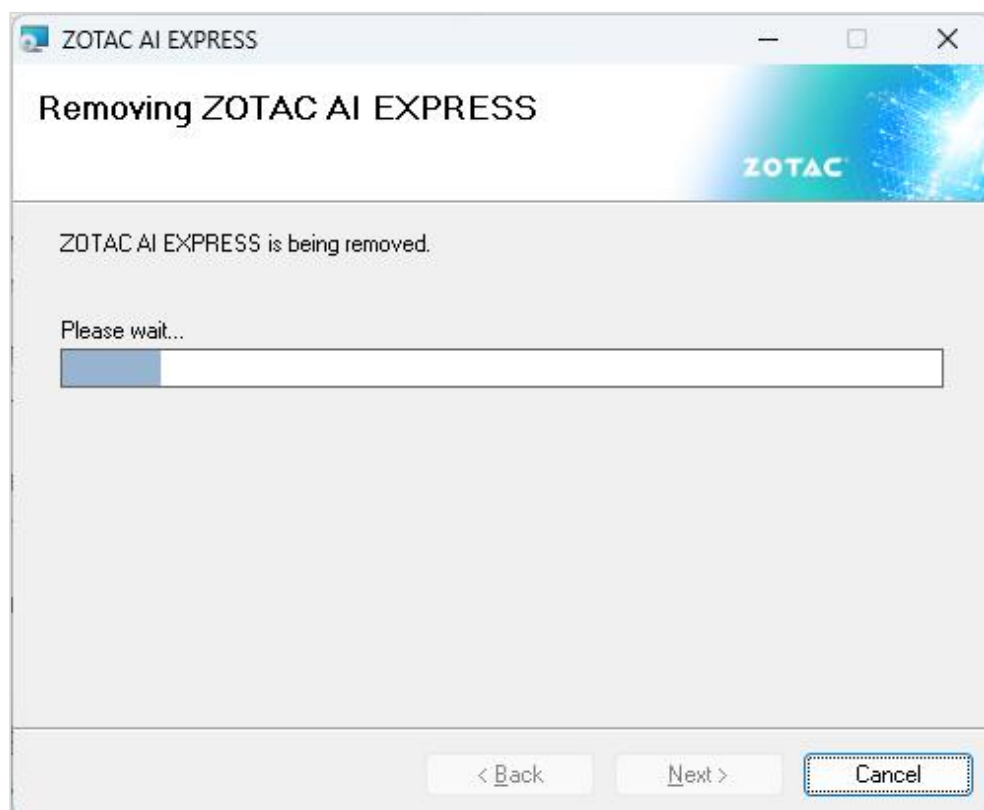 ZOTAC AI EXPRESS
Removing ZOTAC AI EXPRESS
ZOTAC
ZOTAC AI EXPRESS is being removed.
Please wait...
< Back
Next >
Cancel